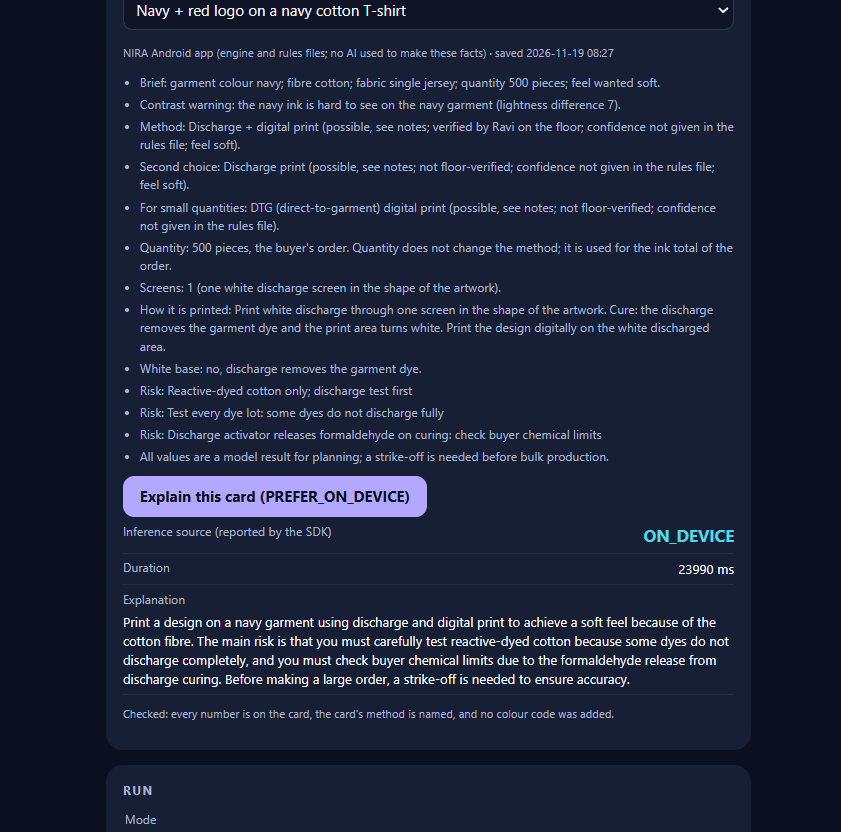 Navy + red logo on a navy cotton T-shirt
NIRA Android app (engine and rules files; no AI used to make these facts) · saved 2026-11-19 08:27
• Brief: garment colour navy; fibre cotton; fabric single jersey; quantity 500 pieces; feel wanted soft.
• Contrast warning: the navy ink is hard to see on the navy garment (lightness difference 7).
• Method: Discharge + digital print (possible, see notes; verified by Ravi on the floor; confidence not given in the
rules file; feel soft).
• Second choice: Discharge print (possible, see notes; not floor-verified; confidence not given in the rules file;
feel soft).
• For small quantities: DTG (direct-to-garment) digital print (possible, see notes; not floor-verified; confidence
not given in the rules file).
• Quantity: 500 pieces, the buyer's order. Quantity does not change the method; it is used for the ink total of the
order.
• Screens: 1 (one white discharge screen in the shape of the artwork).
• How it is printed: Print white discharge through one screen in the shape of the artwork. Cure: the discharge
removes the garment dye and the print area turns white. Print the design digitally on the white discharged
area.
• White base: no, discharge removes the garment dye.
• Risk: Reactive-dyed cotton only; discharge test first
• Risk: Test every dye lot: some dyes do not discharge fully
• Risk: Discharge activator releases formaldehyde on curing: check buyer chemical limits
• All values are a model result for planning; a strike-off is needed before bulk production.
Explain this card (PREFER_ON_DEVICE)
Inference source (reported by the SDK) ON_DEVICE
Duration 23990 ms
Explanation
Print a design on a navy garment using discharge and digital print to achieve a soft feel because of the
cotton fibre. The main risk is that you must carefully test reactive-dyed cotton because some dyes do not
discharge completely, and you must check buyer chemical limits due to the formaldehyde release from
discharge curing. Before making a large order, a strike-off is needed to ensure accuracy.
Checked: every number is on the card, the card's method is named, and no colour code was added.
RUN
Mode